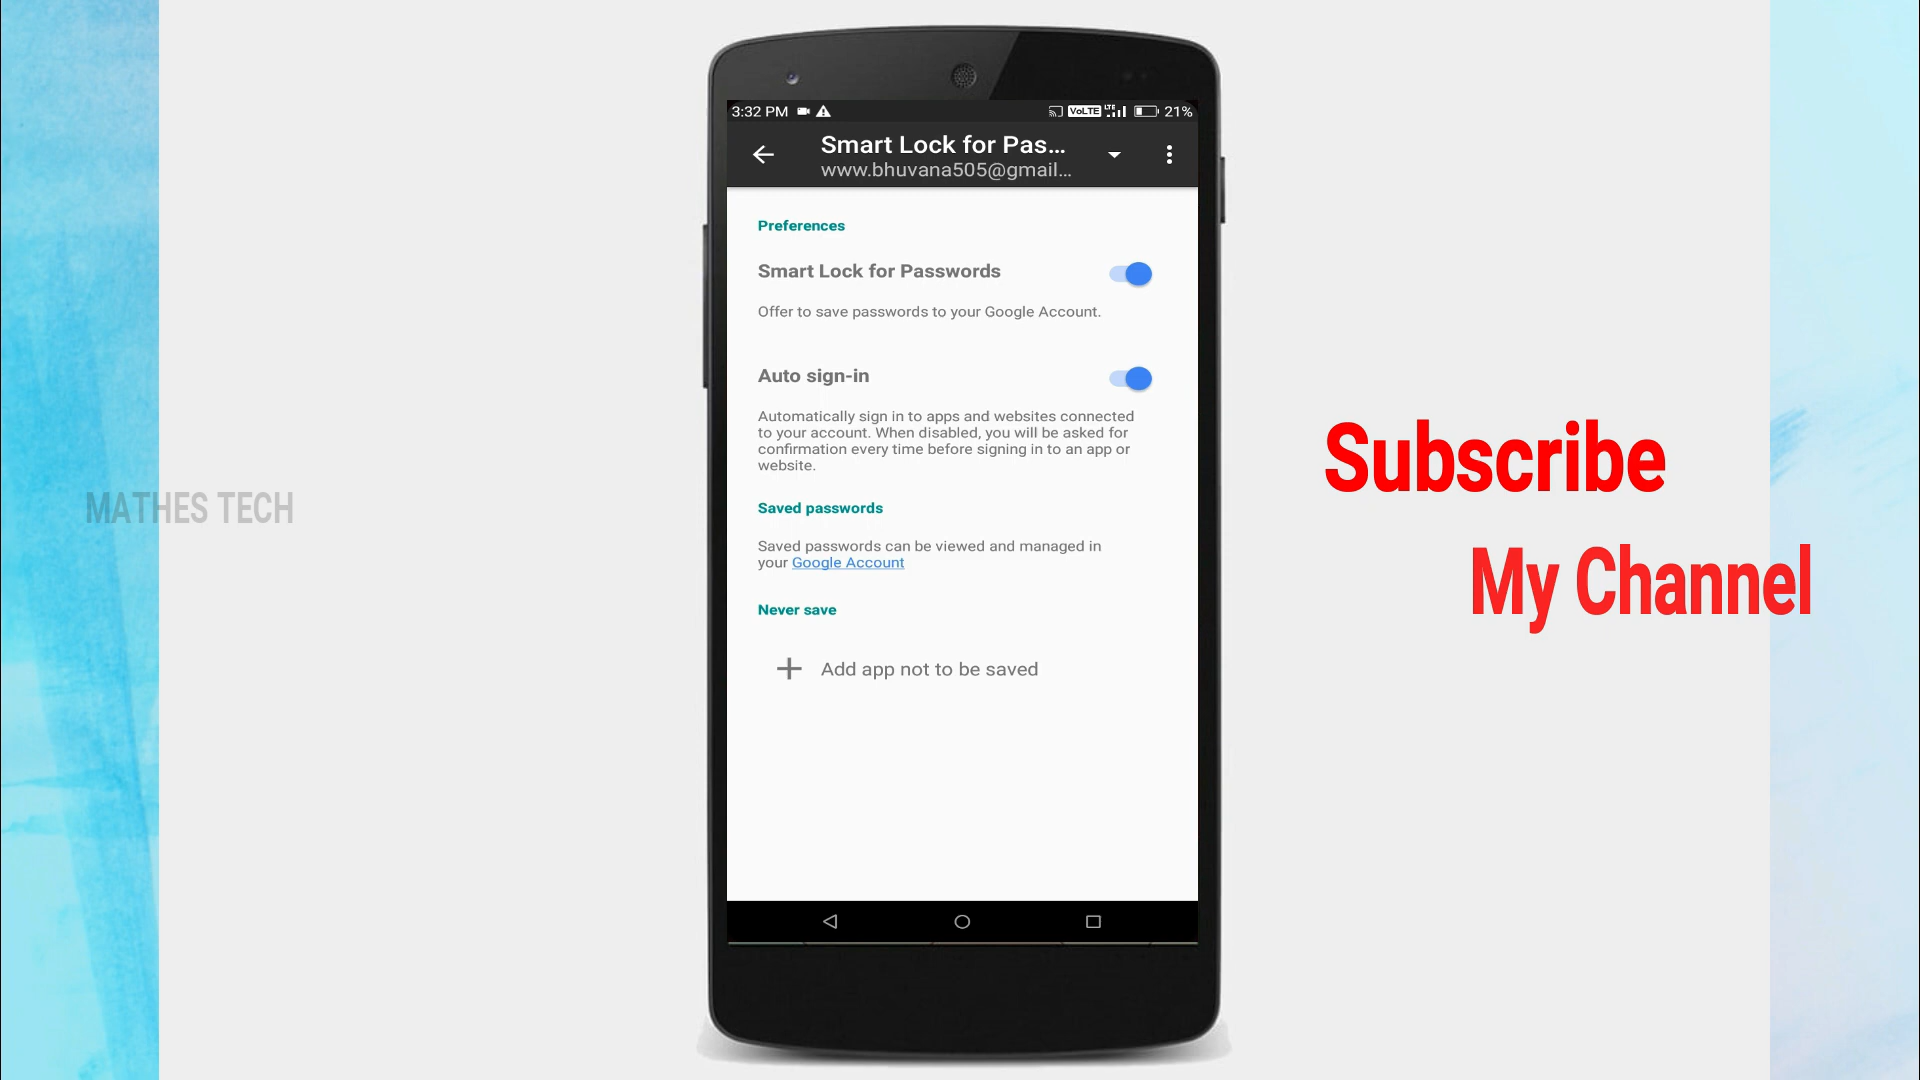 3:32 PM
VoLTE LTE 21%
Smart Lock for Pas...
www.bhuvana505@gmail...
Preferences
Smart Lock for Passwords
Offer to save passwords to your Google Account.
Auto sign-in
Automatically sign in to apps and websites connected
to your account. When disabled, you will be asked for
confirmation every time before signing in to an app or
website.
Saved passwords
Saved passwords can be viewed and managed in
your Google Account
Never save
Add app not to be saved
MATHES TECH
Subscribe
My Channel